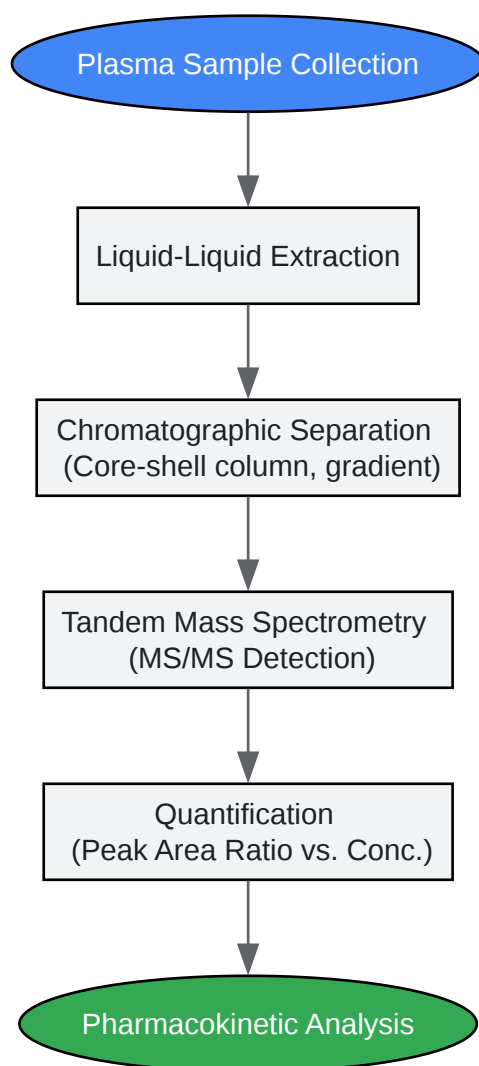 Plasma Sample Collection
Liquid-Liquid Extraction
Chromatographic Separation
(Core-shell column, gradient)
Tandem Mass Spectrometry
(MS/MS Detection)
Quantification
(Peak Area Ratio vs. Conc.)
Pharmacokinetic Analysis